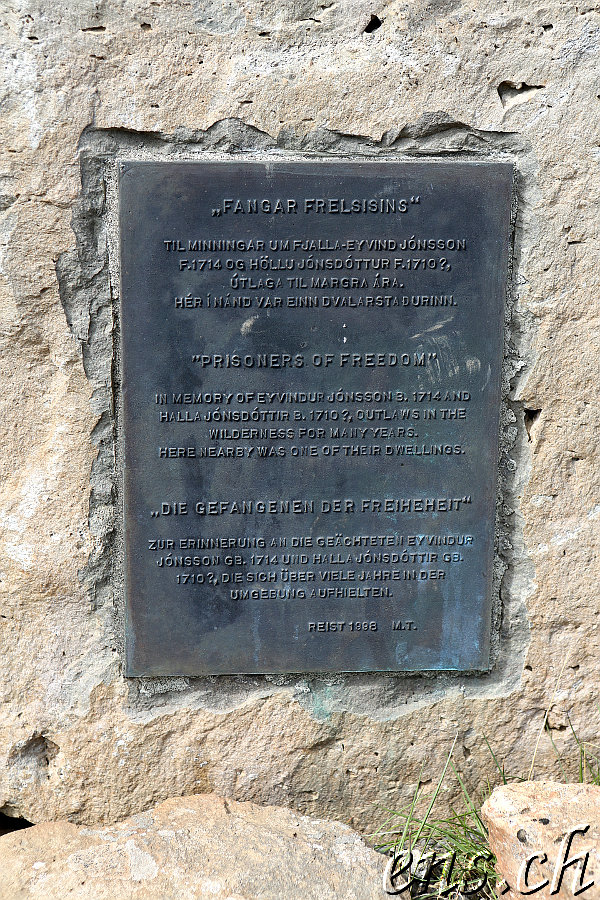 „FANGAR FRELSISINS“
TIL MINNINGAR UM FJALLA-EYVIND JÓNSSON
F.1714 OG HÖLLU JÓNSDÓTTUR F.1710?,
ÚTLAGA TIL MARGRA ÁRA.
HÉR Í NÁND VAR EINN DVALARSTAÐURINN.
"PRISONERS OF FREEDOM"
IN MEMORY OF EYVINDUR JÓNSSON B. 1714 AND
HALLA JÓNSDÓTTIR B. 1710?, OUTLAWS IN THE
WILDERNESS FOR MANY YEARS.
HERE NEARBY WAS ONE OF THEIR DWELLINGS.
„DIE GEFANGENEN DER FREIHEHEIT“
ZUR ERINNERUNG AN DIE GEÄCHTETEN EYVINDUR
JÓNSSON GB. 1714 UND HALLA JÓNSDÓTTIR GB.
1710?, DIE SICH ÜBER VIELE JAHRE IN DER
UMGEBUNG AUFHIELTEN.
REIST 1998 M.T.
ens.ch